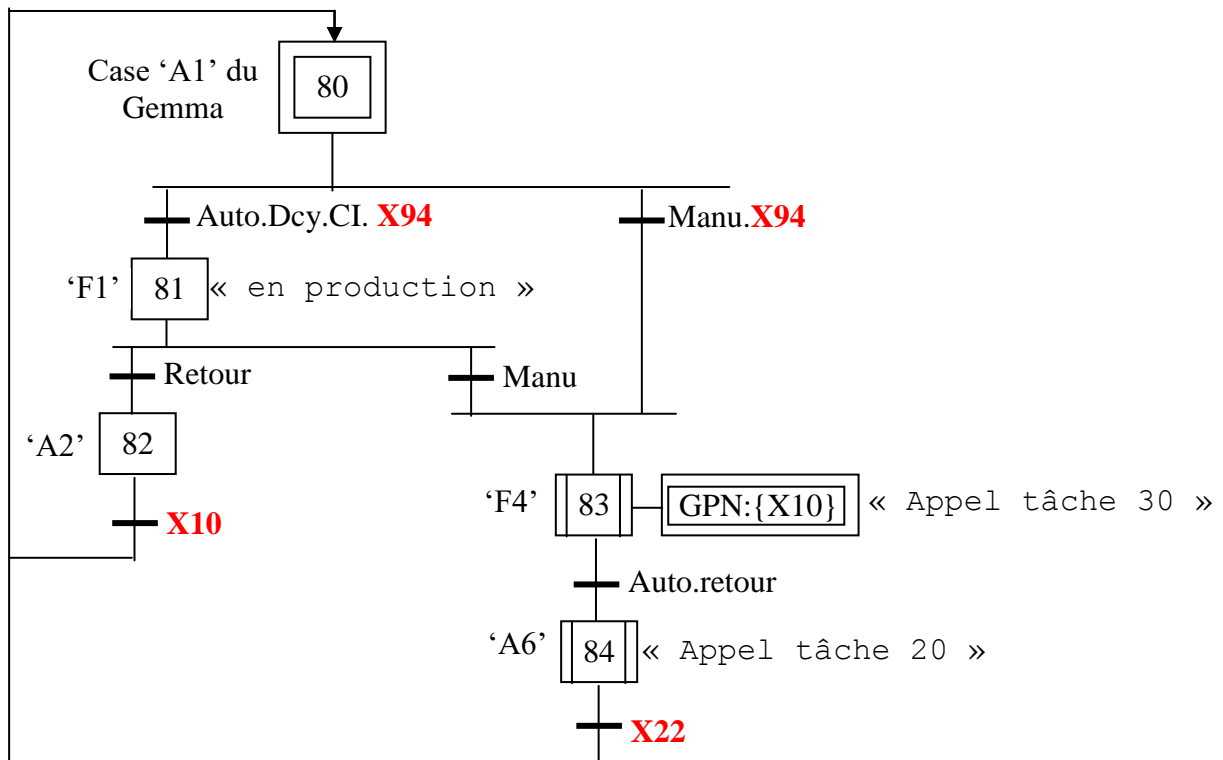 Case ‘A1’ du
Gemma
80
Auto.Dcy.CI. X94
Manu.X94
‘F1’ 81 « en production »
Retour
Manu
‘A2’ 82
‘F4’ 83 GPN:{X10} « Appel tâche 30 »
X10
Auto.retour
‘A6’ 84 « Appel tâche 20 »
X22